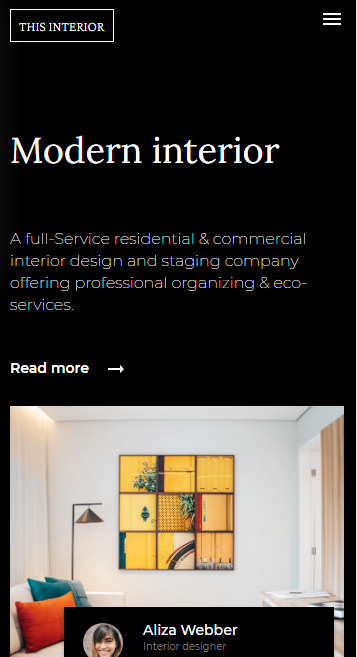 THIS INTERIOR
Modern interior
A full-Service residential & commercial
interior design and staging company
offering professional organizing & eco-
services.
Read more
Aliza Webber
Interior designer